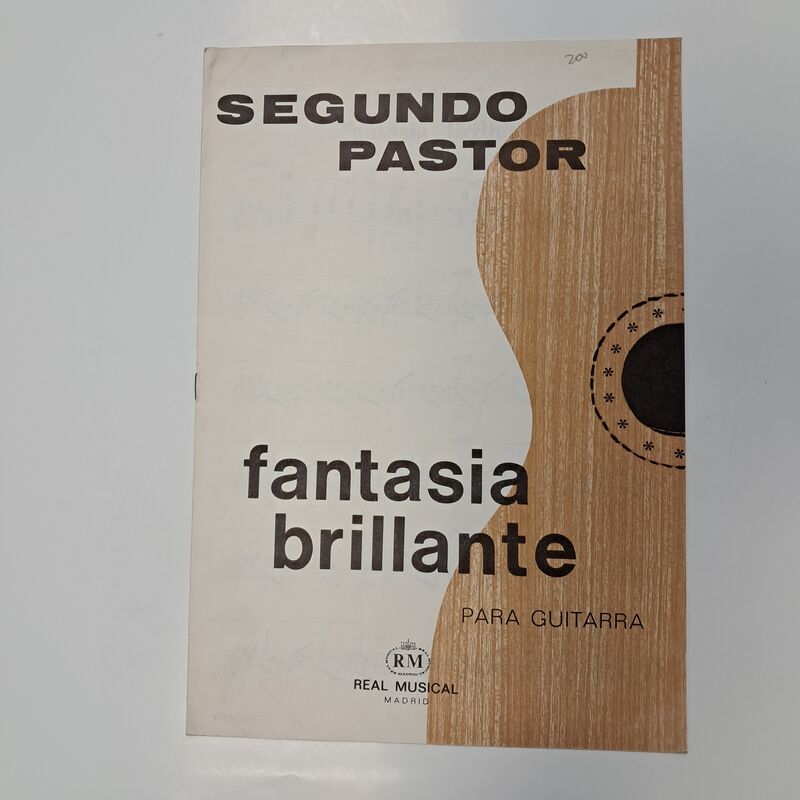 200
SEGUNDO
PASTOR
fantasia
brillante
PARA GUITARRA
RM
REAL MUSICAL
MADRID